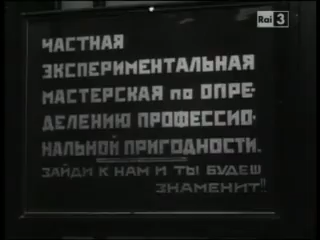 Rai 3
ЧАСТНАЯ
ЭКСПЕРИМЕНТАЛЬНАЯ
МАСТЕРСКАЯ по ОПРЕ-
ДЕЛЕНИЮ ПРОФЕССИО-
НАЛЬНОЙ ПРИГОДНОСТИ.
ЗАЙДИ К НАМ И ТЫ БУДЕШ
ЗНАМЕНИТ!!